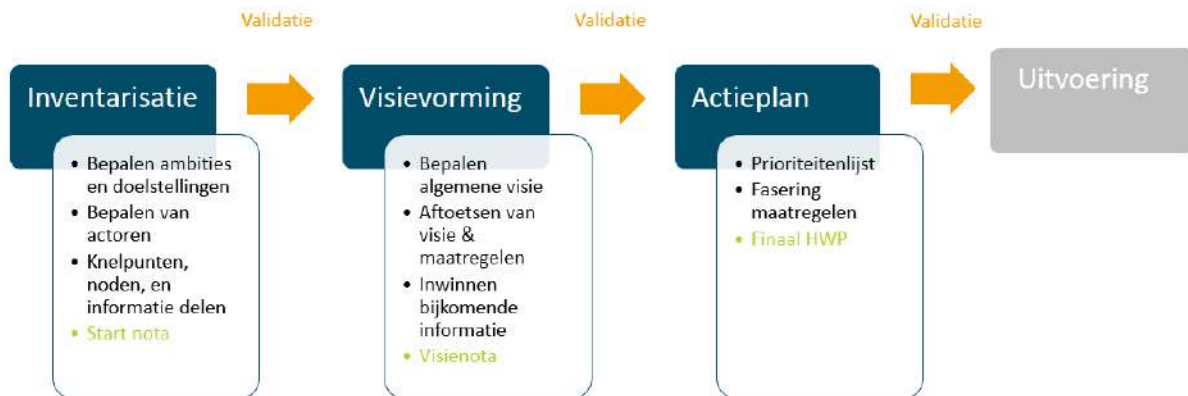 Validatie
Validatie
Validatie
Inventarisatie
• Bepalen ambities
en doelstellingen
• Bepalen van
actoren
• Knelpunten,
noden, en
informatie delen
• Start nota
Visievorming
• Bepalen
algemene visie
• Aftoetsen van
visie &
maatregelen
• Inwinnen
bijkomende
informatie
• Visienota
Actieplan
• Prioriteitenlijst
• Fasering
maatregelen
• Finaal HWP
Uitvoering